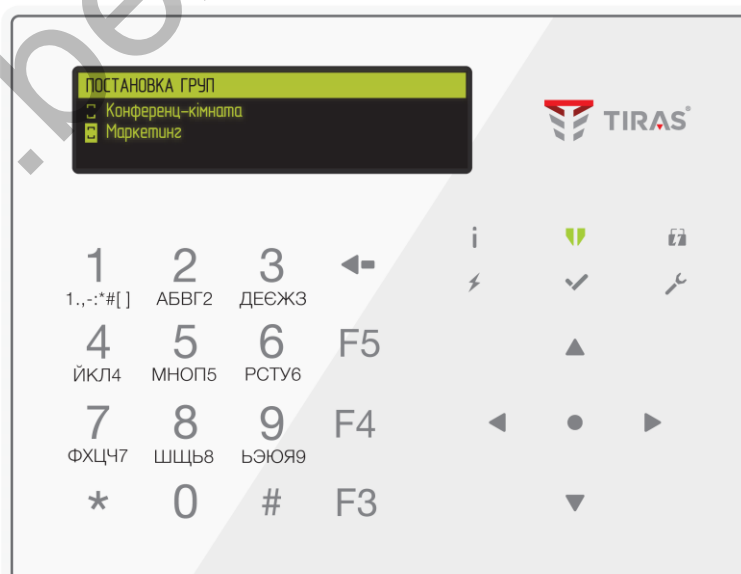 ПОСТАНОВКА ГРУП
Конференц-кімната
Маркетинг
TIRAS®
1 2 3
1.,-:*#[ ] АБВГ2 ДЕЄЖЗ
4 5 6 F5
ЙКЛ4 МНОП5 РСТУ6
7 8 9 F4
ФХЦЧ7 ШЩЬ8 ЬЭЮЯ9
* 0 # F3